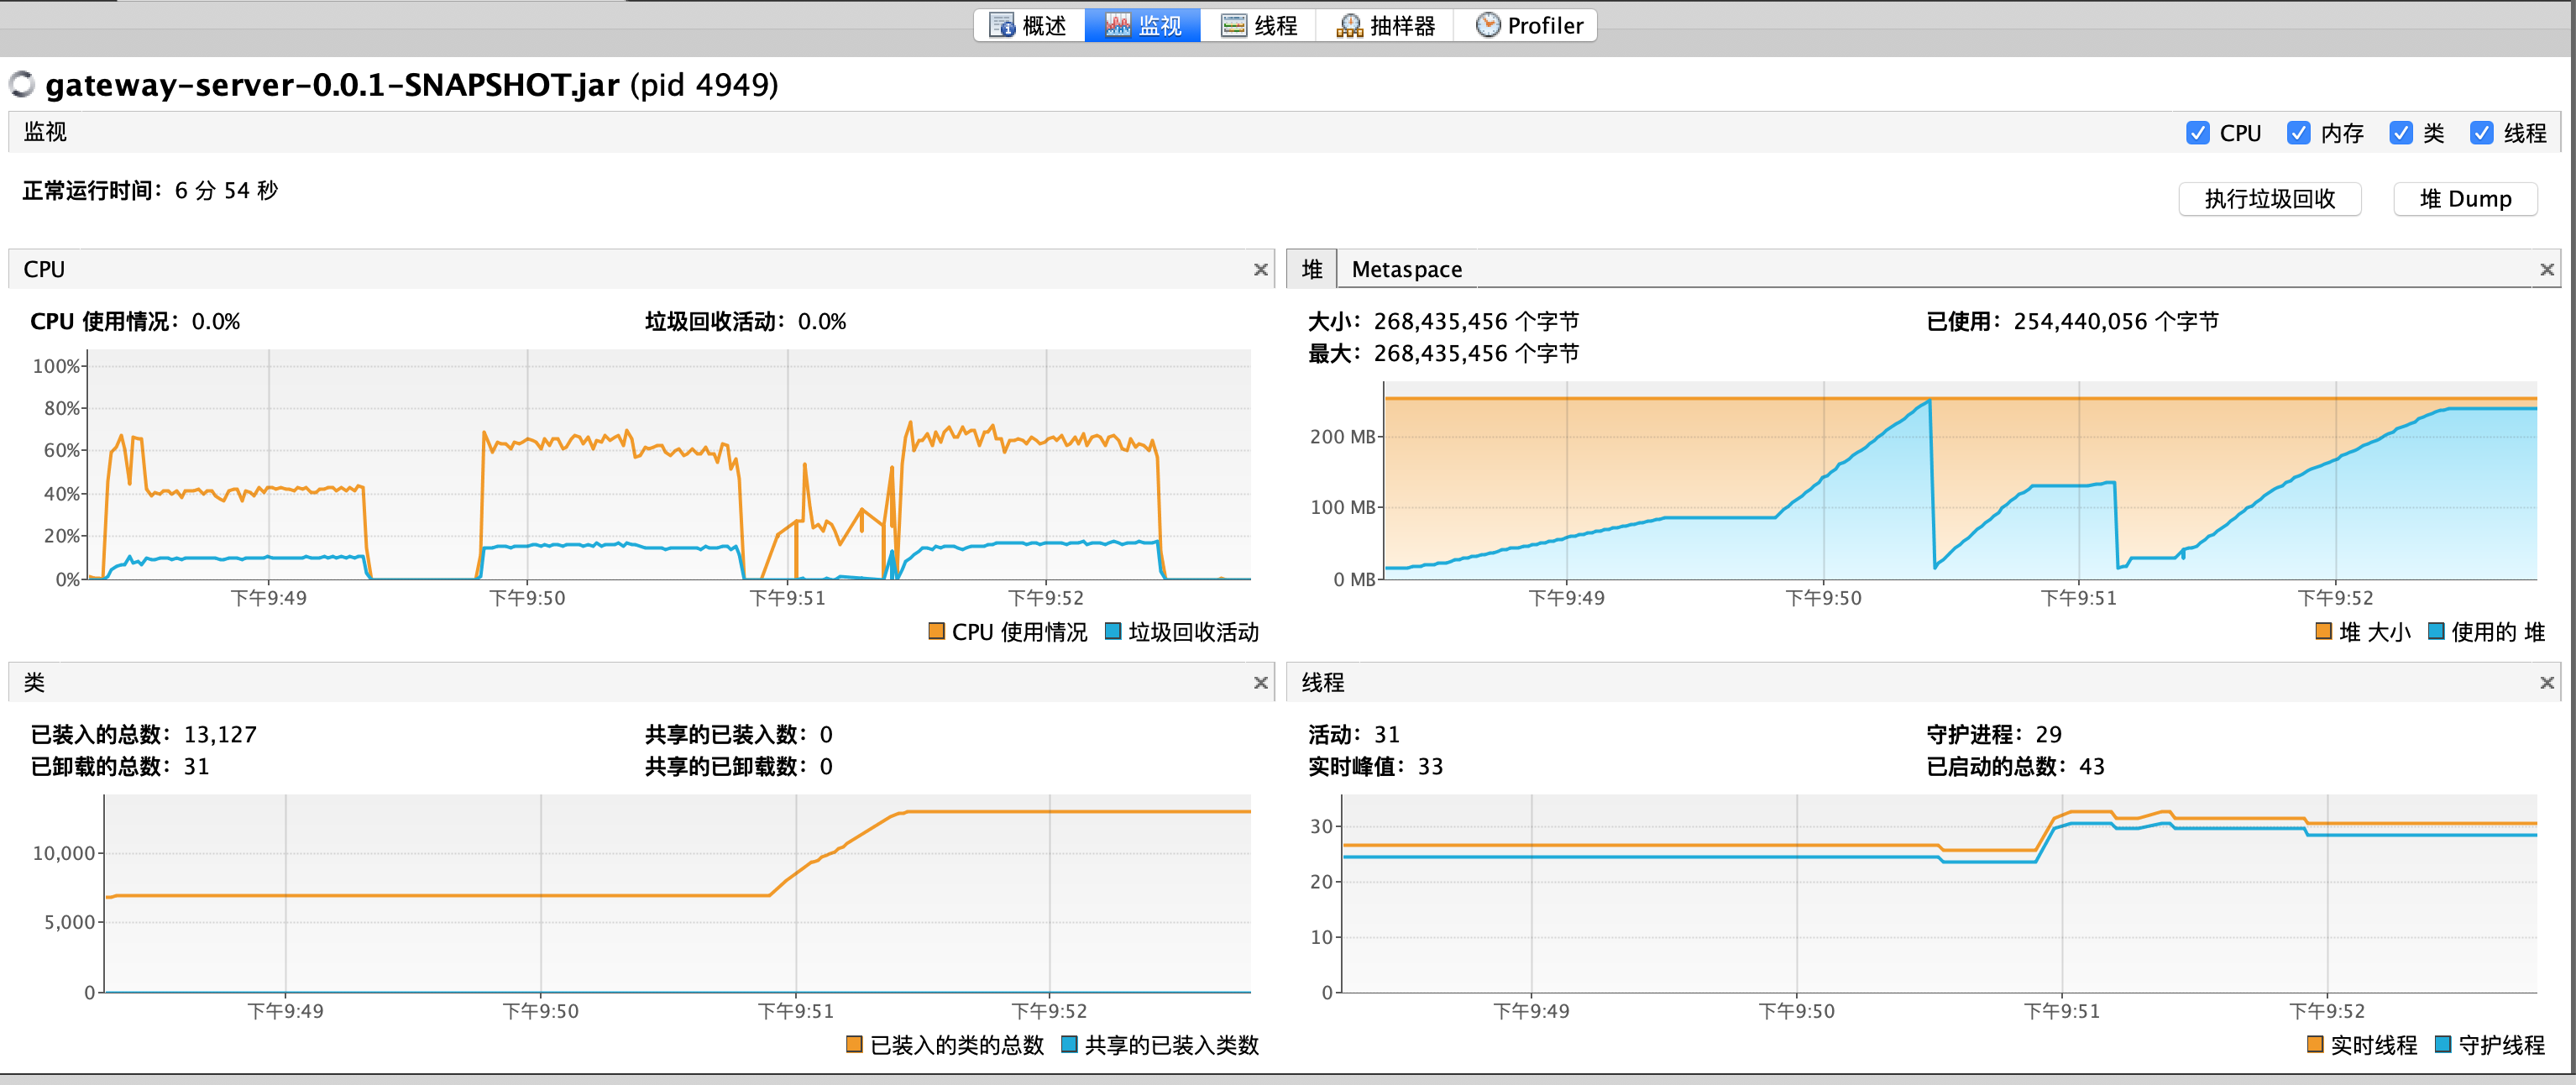 概述 监视 线程 抽样器 Profiler
gateway-server-0.0.1-SNAPSHOT.jar (pid 4949)
监视 CPU 内存 类 线程
正常运行时间：6 分 54 秒
执行垃圾回收 堆 Dump
CPU
CPU 使用情况：0.0% 垃圾回收活动：0.0%
100%
80%
60%
40%
20%
0%
下午9:49 下午9:50 下午9:51 下午9:52
CPU 使用情况 垃圾回收活动
堆 Metaspace
大小：268,435,456 个字节 已使用：254,440,056 个字节
最大：268,435,456 个字节
200 MB
100 MB
0 MB
下午9:49 下午9:50 下午9:51 下午9:52
堆 大小 使用的 堆
类
已装入的总数：13,127 共享的已装入数：0
已卸载的总数：31 共享的已卸载数：0
10,000
5,000
0
下午9:49 下午9:50 下午9:51 下午9:52
已装入的类的总数 共享的已装入类数
线程
活动：31 守护进程：29
实时峰值：33 已启动的总数：43
30
20
10
0
下午9:49 下午9:50 下午9:51 下午9:52
实时线程 守护线程